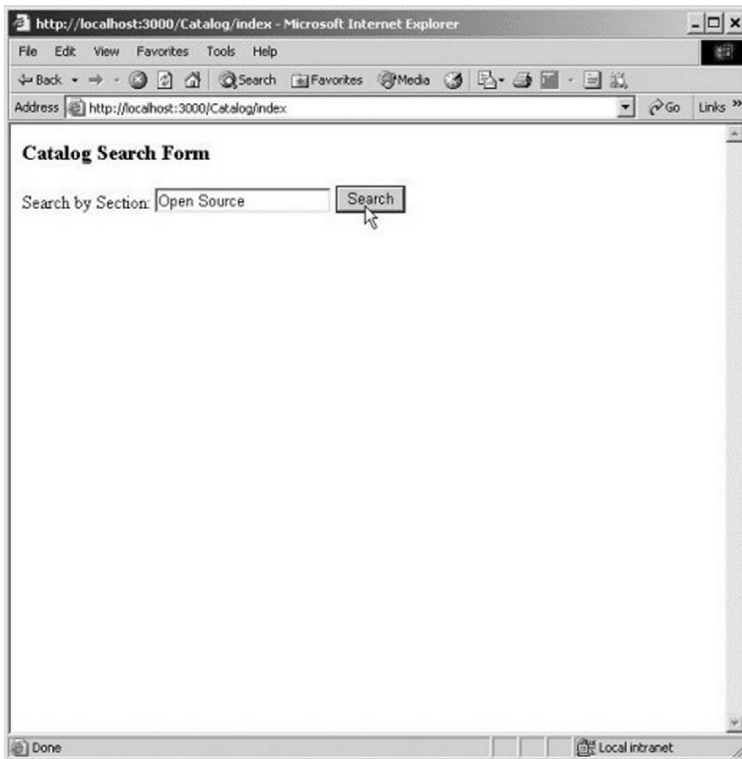 http://localhost:3000/Catalog/index - Microsoft Internet Explorer
File Edit View Favorites Tools Help
Back Search Favorites Media
Address http://localhost:3000/Catalog/index Go Links »
Catalog Search Form
Search by Section: Open Source Search
Done Local intranet